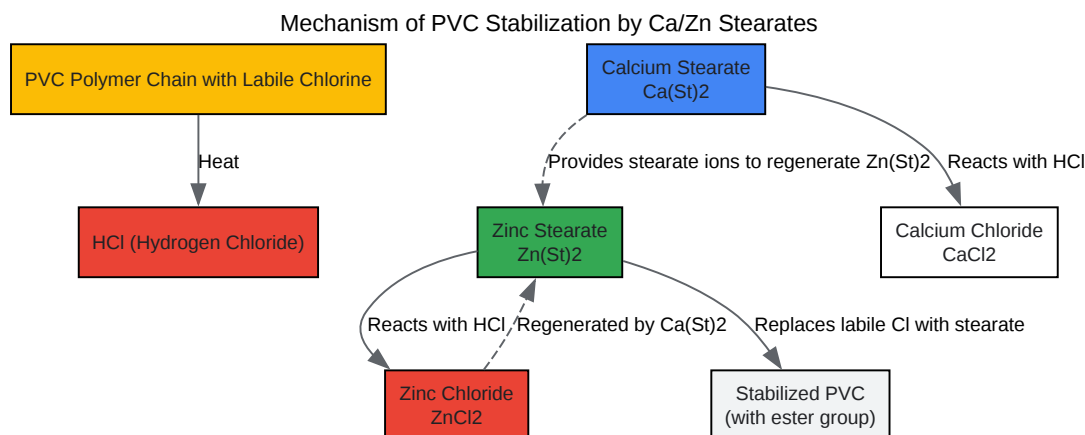 Mechanism of PVC Stabilization by Ca/Zn Stearates
PVC Polymer Chain with Labile Chlorine
Calcium Stearate
Ca(St)2
Heat
Provides stearate ions to regenerate Zn(St)2
Reacts with HCl
HCl (Hydrogen Chloride)
Zinc Stearate
Zn(St)2
Calcium Chloride
CaCl2
Reacts with HCl
Regenerated by Ca(St)2
Replaces labile Cl with stearate
Zinc Chloride
ZnCl2
Stabilized PVC
(with ester group)